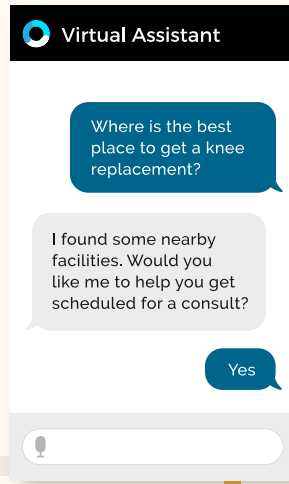 Virtual Assistant
Where is the best
place to get a knee
replacement?
I found some nearby
facilities. Would you
like me to help you get
scheduled for a consult?
Yes